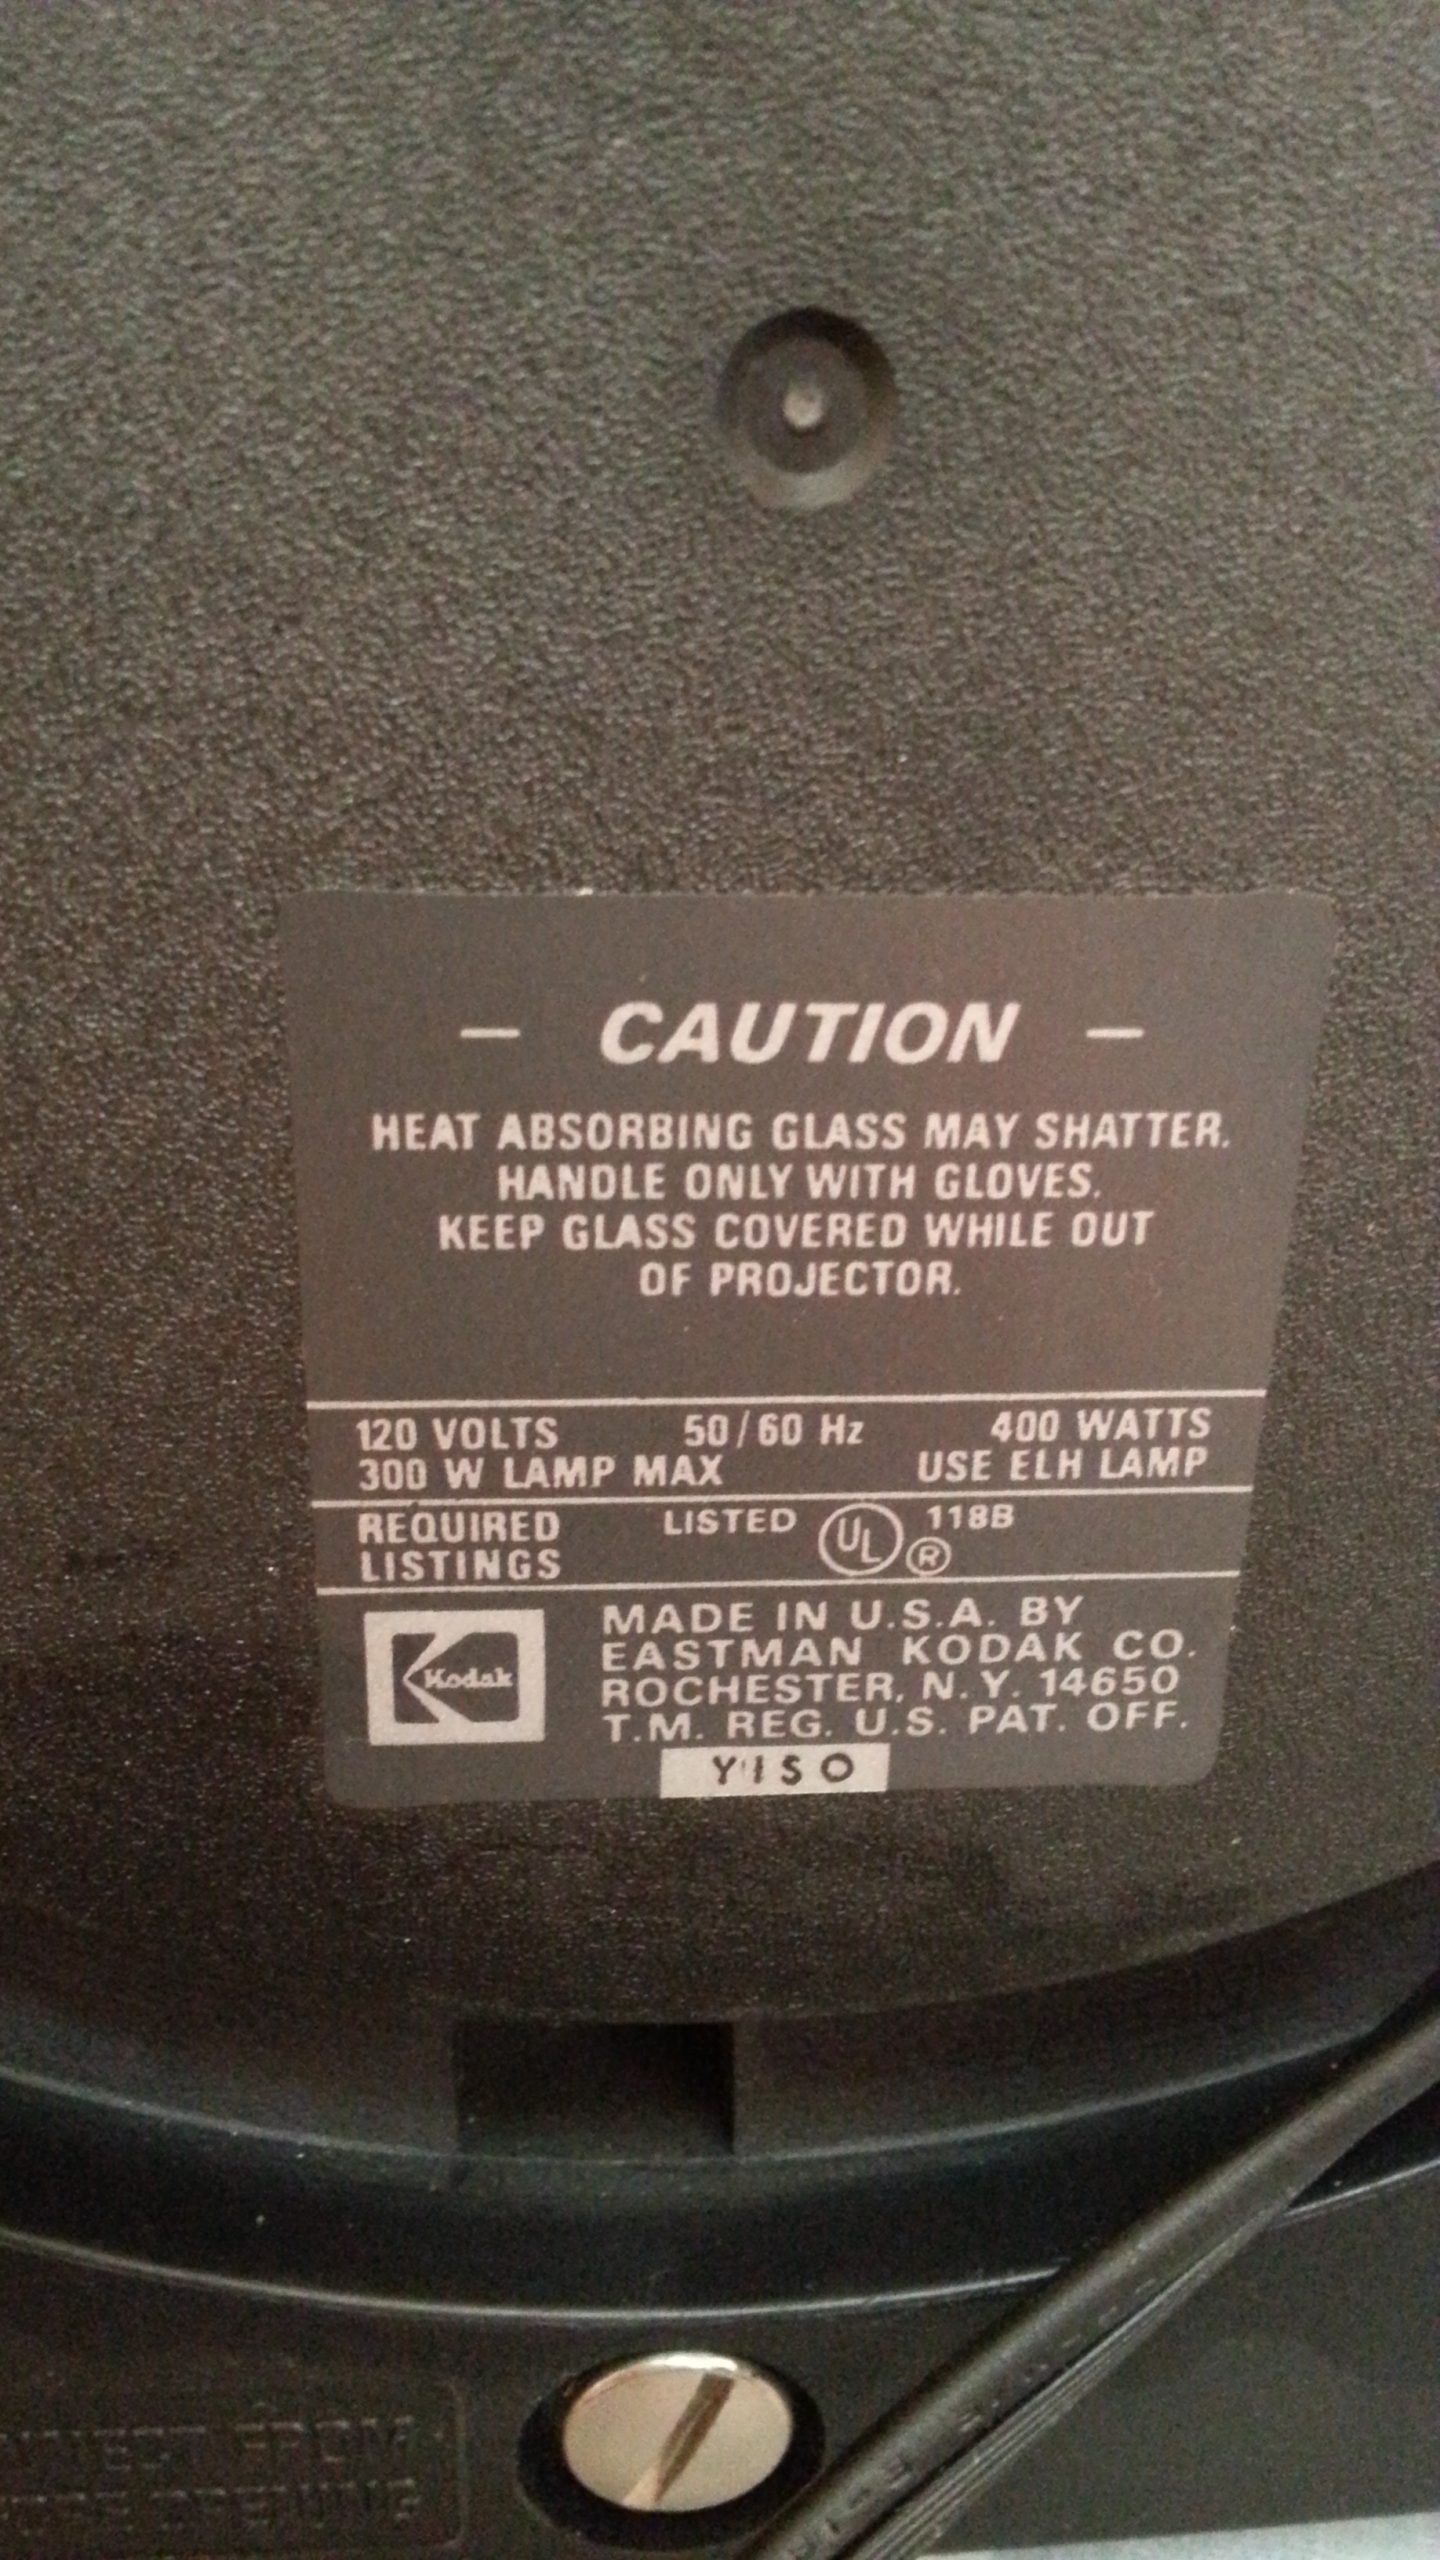 — CAUTION —
HEAT ABSORBING GLASS MAY SHATTER.
HANDLE ONLY WITH GLOVES.
KEEP GLASS COVERED WHILE OUT
OF PROJECTOR.
120 VOLTS 50/60 Hz 400 WATTS
300 W LAMP MAX USE ELH LAMP
REQUIRED LISTED UL ® 118B
LISTINGS
Kodak
MADE IN U.S.A. BY
EASTMAN KODAK CO.
ROCHESTER, N.Y. 14650
T.M. REG. U.S. PAT. OFF.
YISO
FROM